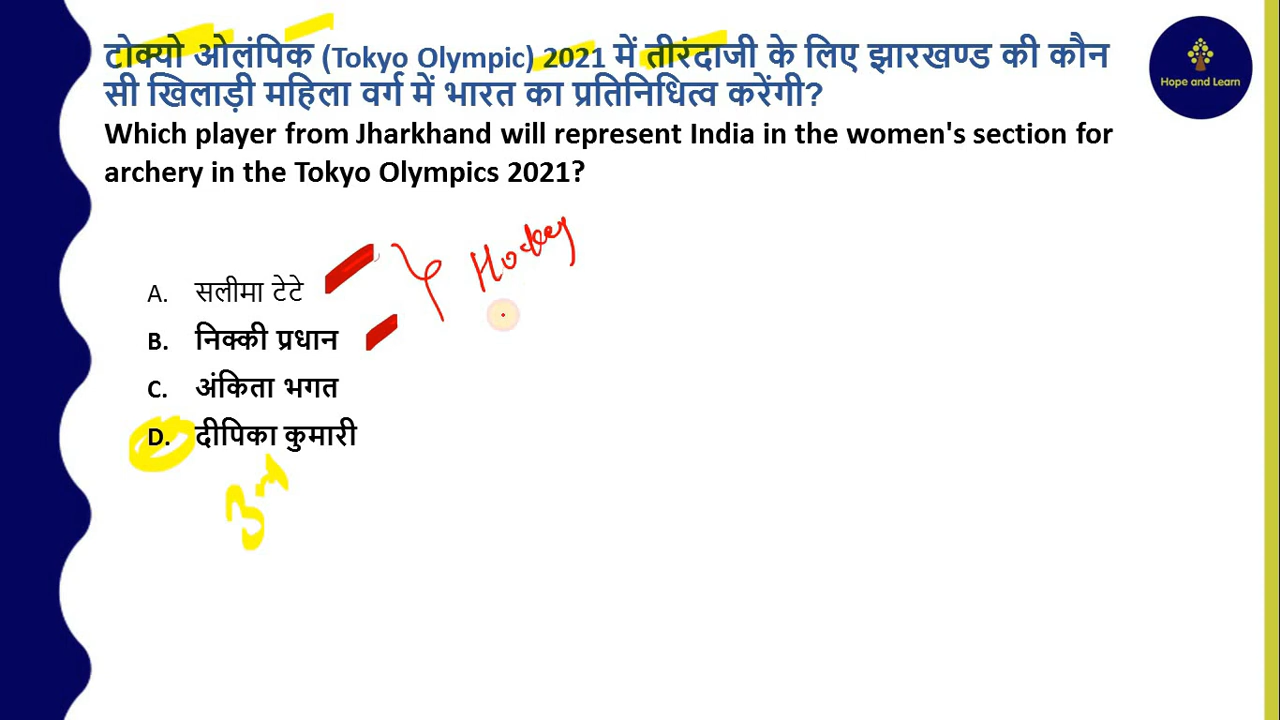 टोक्यो ओलंपिक (Tokyo Olympic) 2021 में तीरंदाजी के लिए झारखण्ड की कौन
सी खिलाड़ी महिला वर्ग में भारत का प्रतिनिधित्व करेंगी?
Hope and Learn
Which player from Jharkhand will represent India in the women's section for
archery in the Tokyo Olympics 2021?
Hockey
A. सलीमा टेटे
B. निक्की प्रधान
C. अंकिता भगत
D. दीपिका कुमारी